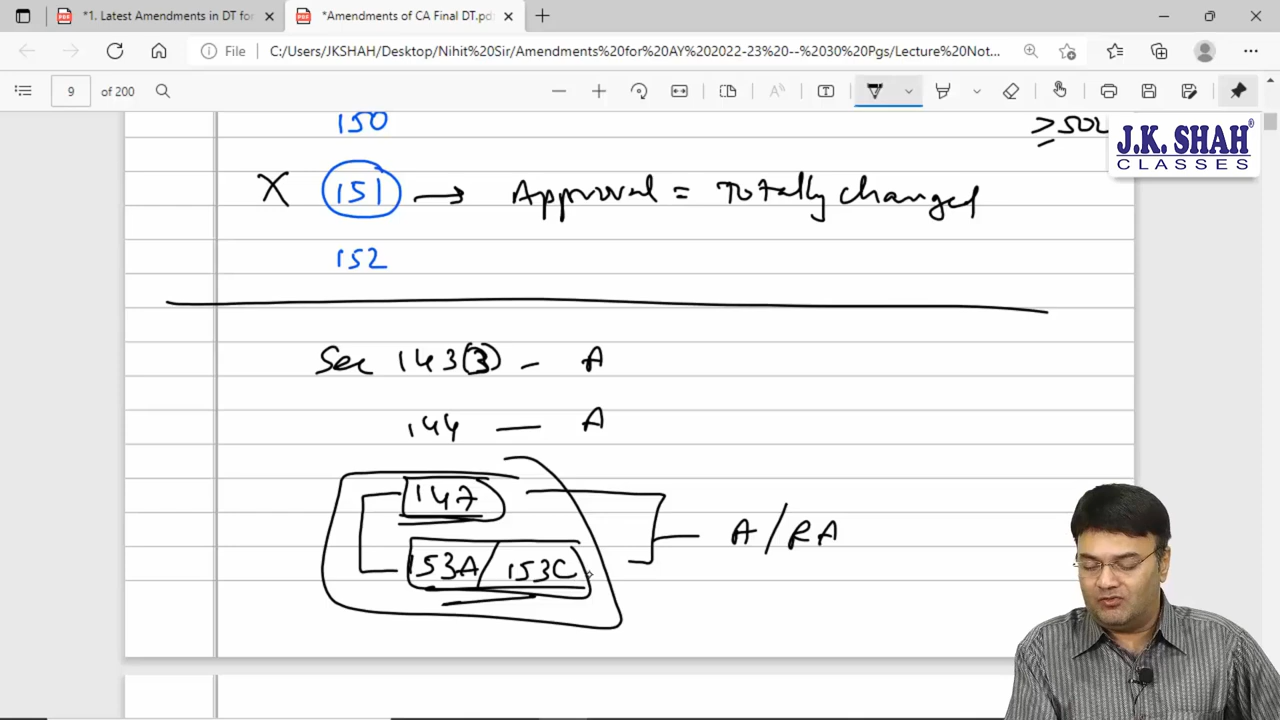 *1. Latest Amendments in DT for
*Amendments of CA Final DT.pd
File
C:/Users/JKSHAH/Desktop/Nihit%20Sir/Amendments%20for%20AY%202022-23%20--%2030%20Pgs/Lecture%20Not...
9 of 200
150
≥50L
J.K. SHAH®
CLASSES
X 151 → Approval = Totally changed
152
Sec 143(3) - A
144 — A
147
A/RA
153A/153C